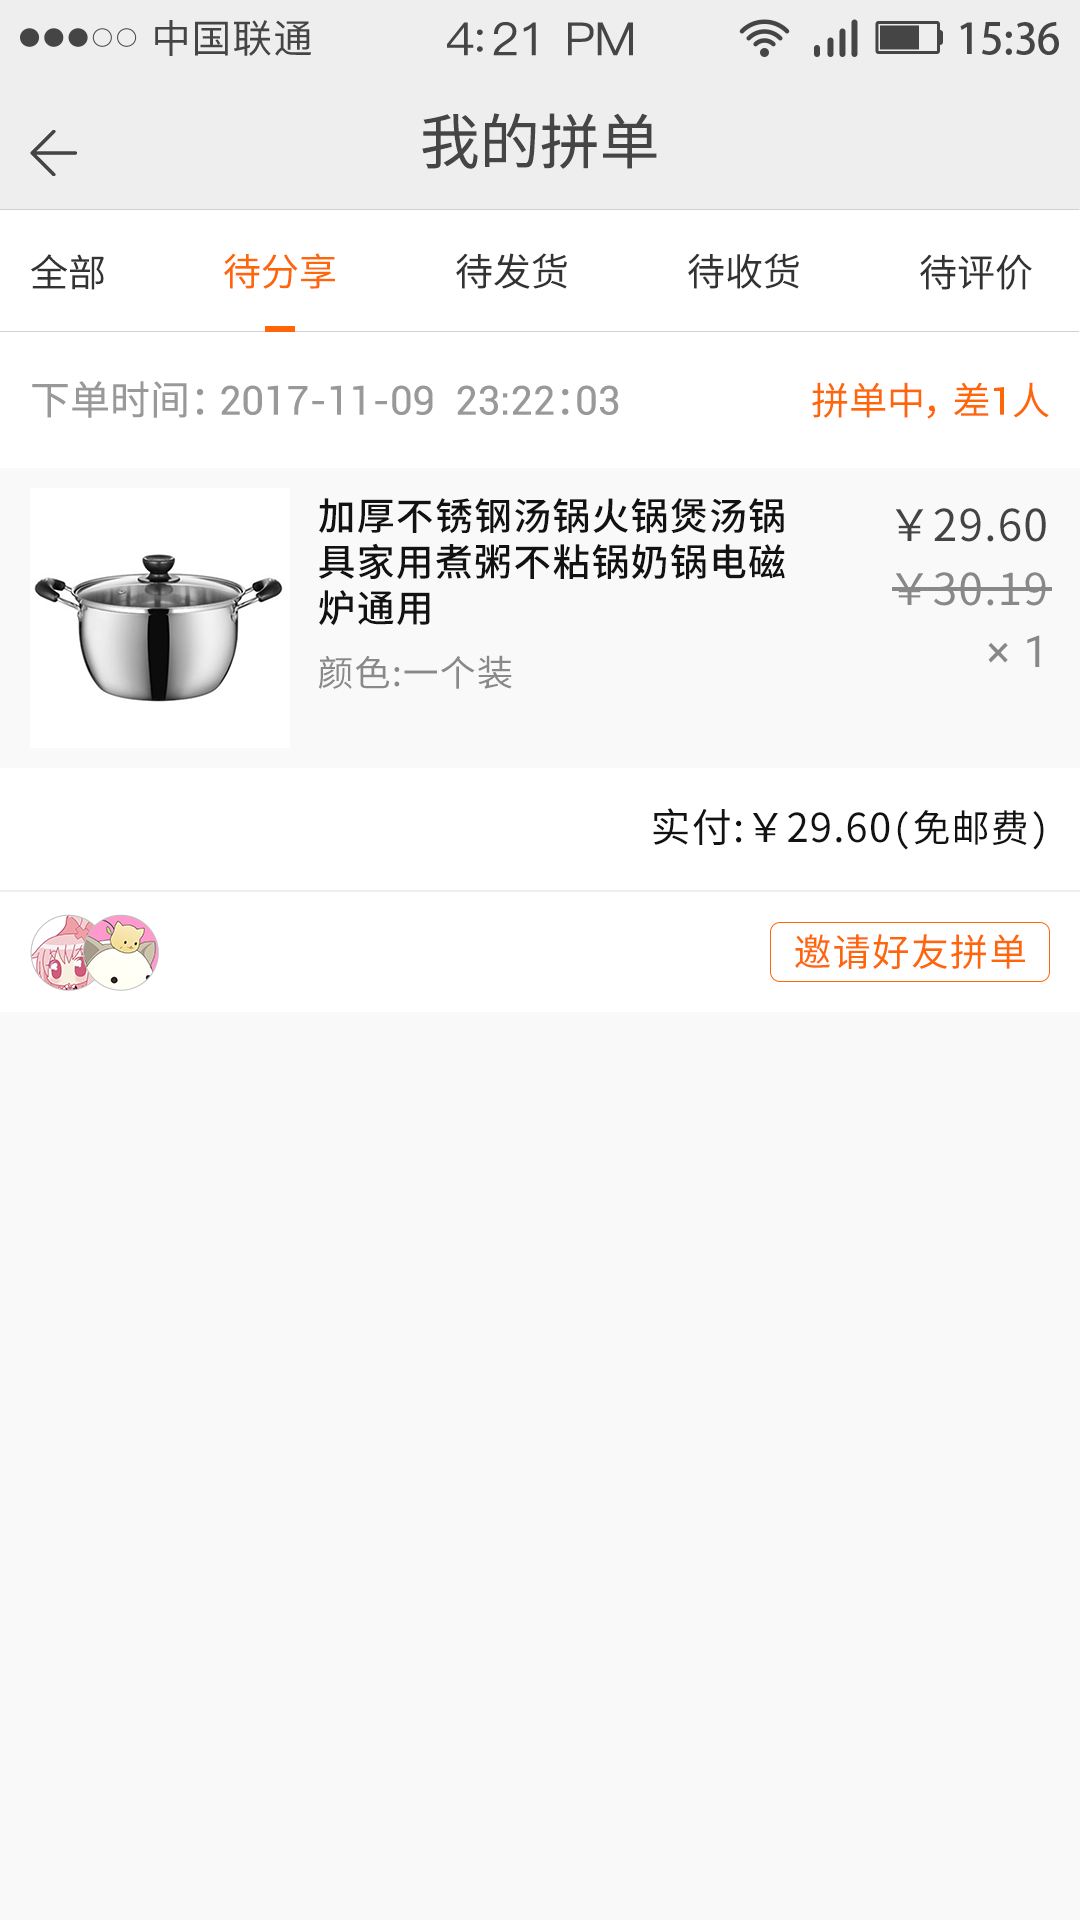 中国联通 4:21 PM 15:36
我的拼单
全部 待分享 待发货 待收货 待评价
下单时间：2017-11-09 23:22:03 拼单中，差1人
加厚不锈钢汤锅火锅煲汤锅 ￥29.60
具家用煮粥不粘锅奶锅电磁 ￥30.19
炉通用 × 1
颜色:一个装
实付:￥29.60(免邮费)
邀请好友拼单